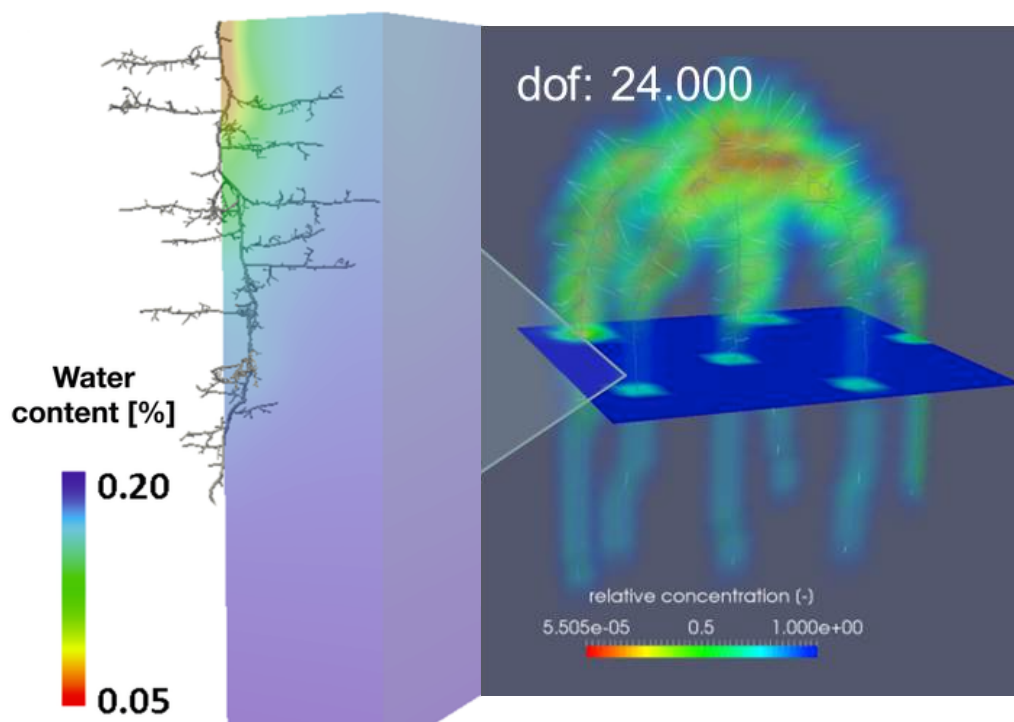 dof: 24.000
Water
content [%]
0.20
0.05
relative concentration (-)
5.505e-05 0.5 1.000e+00